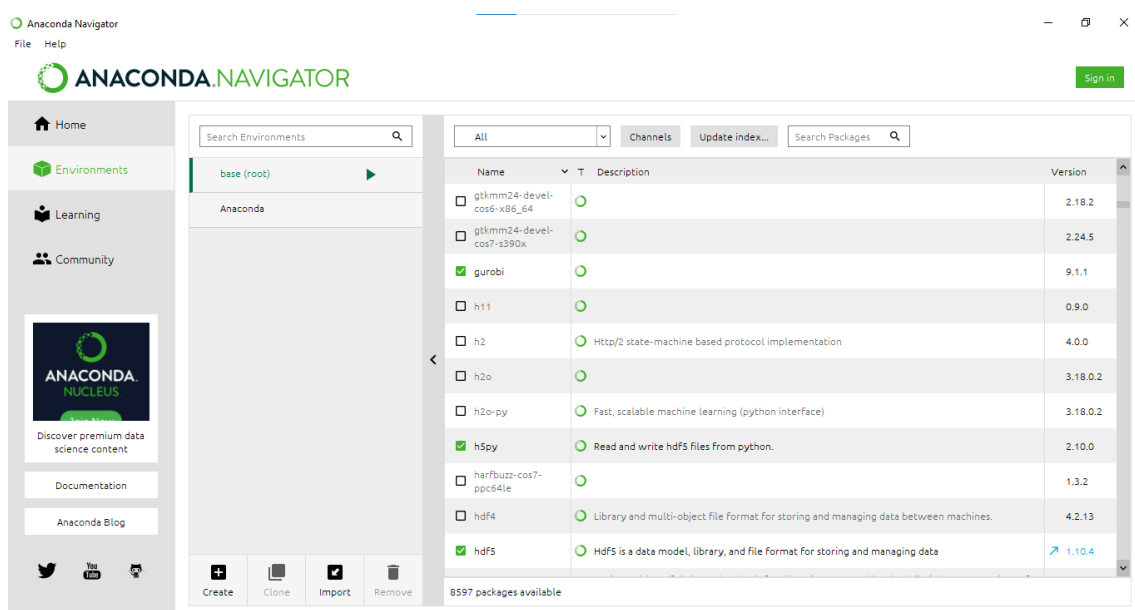 Anaconda Navigator
File Help
ANACONDA.NAVIGATOR
Sign in
Home
Environments
Learning
Community
ANACONDA.
NUCLEUS
Join Now
Discover premium data
science content
Documentation
Anaconda Blog
You
Tube
Search Environments
base (root)
Anaconda
Create Clone Import Remove
All Channels Update index... Search Packages
Name T Description Version
gtkmm24-devel-
cos6-x86_64 2.18.2
gtkmm24-devel-
cos7-s390x 2.24.5
gurobi 9.1.1
h11 0.9.0
h2 Http/2 state-machine based protocol implementation 4.0.0
h2o 3.18.0.2
h2o-py Fast, scalable machine learning (python interface) 3.18.0.2
h5py Read and write hdf5 files from python. 2.10.0
harfbuzz-cos7-
ppc64le 1.3.2
hdf4 Library and multi-object file format for storing and managing data between machines. 4.2.13
hdf5 Hdf5 is a data model, library, and file format for storing and managing data 1.10.4
8597 packages available